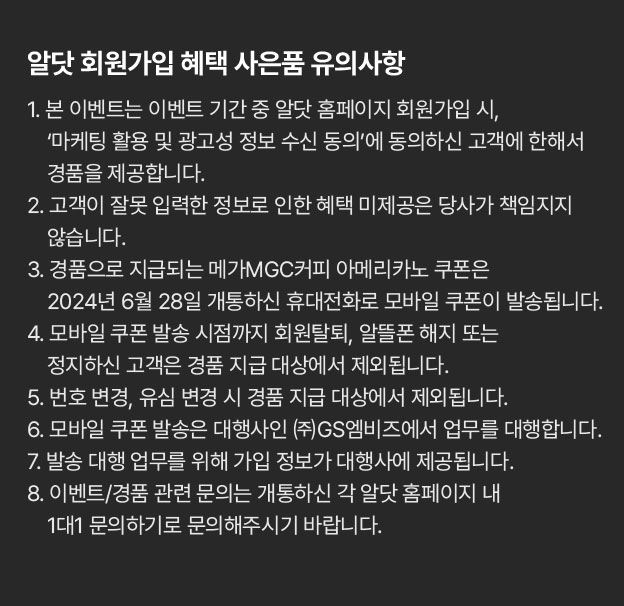 알닷 회원가입 혜택 사은품 유의사항
1. 본 이벤트는 이벤트 기간 중 알닷 홈페이지 회원가입 시,
‘마케팅 활용 및 광고성 정보 수신 동의’에 동의하신 고객에 한해서
경품을 제공합니다.
2. 고객이 잘못 입력한 정보로 인한 혜택 미제공은 당사가 책임지지
않습니다.
3. 경품으로 지급되는 메가MGC커피 아메리카노 쿠폰은
2024년 6월 28일 개통하신 휴대전화로 모바일 쿠폰이 발송됩니다.
4. 모바일 쿠폰 발송 시점까지 회원탈퇴, 알뜰폰 해지 또는
정지하신 고객은 경품 지급 대상에서 제외됩니다.
5. 번호 변경, 유심 변경 시 경품 지급 대상에서 제외됩니다.
6. 모바일 쿠폰 발송은 대행사인 ㈜GS엠비즈에서 업무를 대행합니다.
7. 발송 대행 업무를 위해 가입 정보가 대행사에 제공됩니다.
8. 이벤트/경품 관련 문의는 개통하신 각 알닷 홈페이지 내
1대1 문의하기로 문의해주시기 바랍니다.